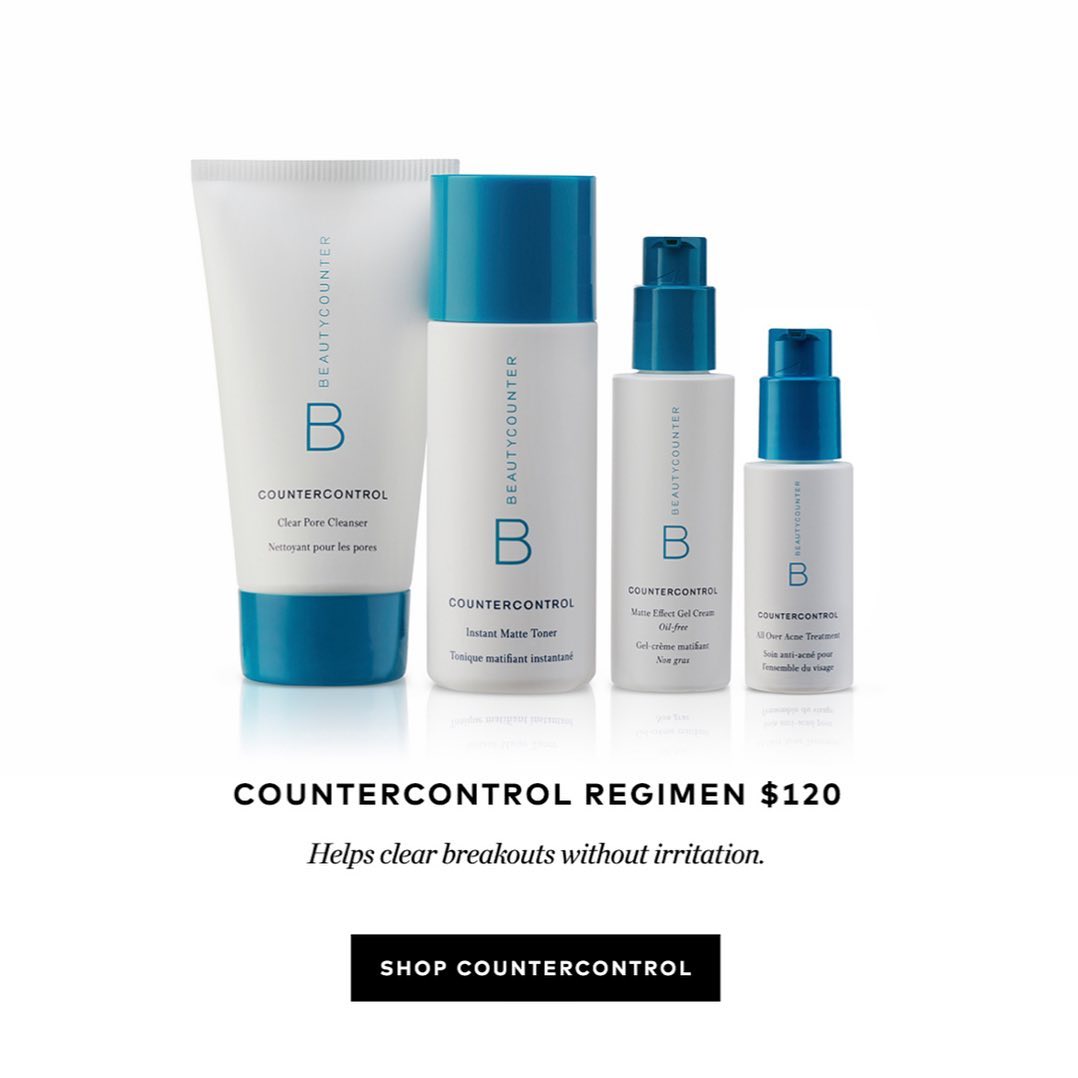 BEAUTYCOUNTER
B
COUNTERCONTROL
Clear Pore Cleanser
Nettoyant pour les pores
BEAUTYCOUNTER
B
COUNTERCONTROL
Instant Matte Toner
Tonique matifiant instantané
BEAUTYCOUNTER
B
COUNTERCONTROL
Matte Effect Gel Cream
Oil-free
Gel-crème matifiant
Non gras
BEAUTYCOUNTER
B
COUNTERCONTROL
All Over Acne Treatment
Soin anti-acné pour
l'ensemble du visage
COUNTERCONTROL REGIMEN $120
Helps clear breakouts without irritation.
SHOP COUNTERCONTROL